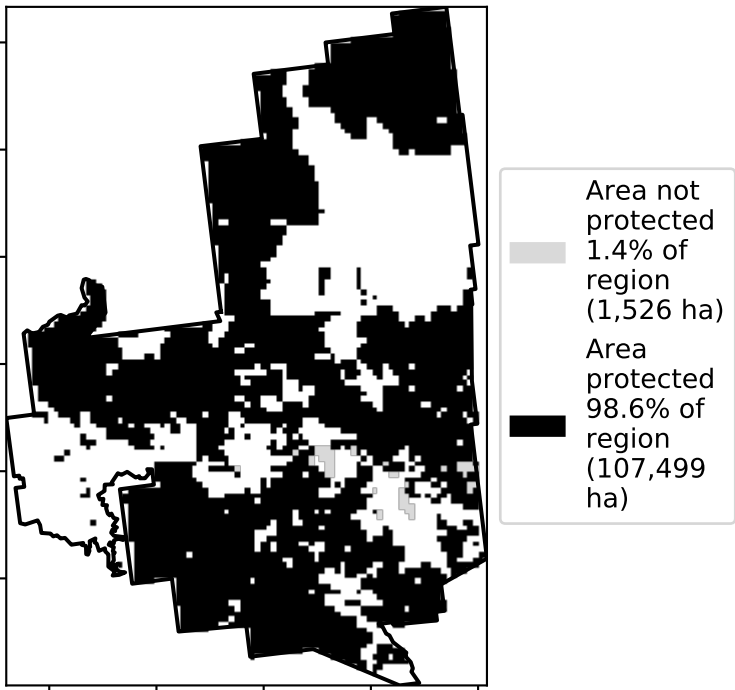 Area not
protected
1.4% of
region
(1,526 ha)
Area
protected
98.6% of
region
(107,499
ha)